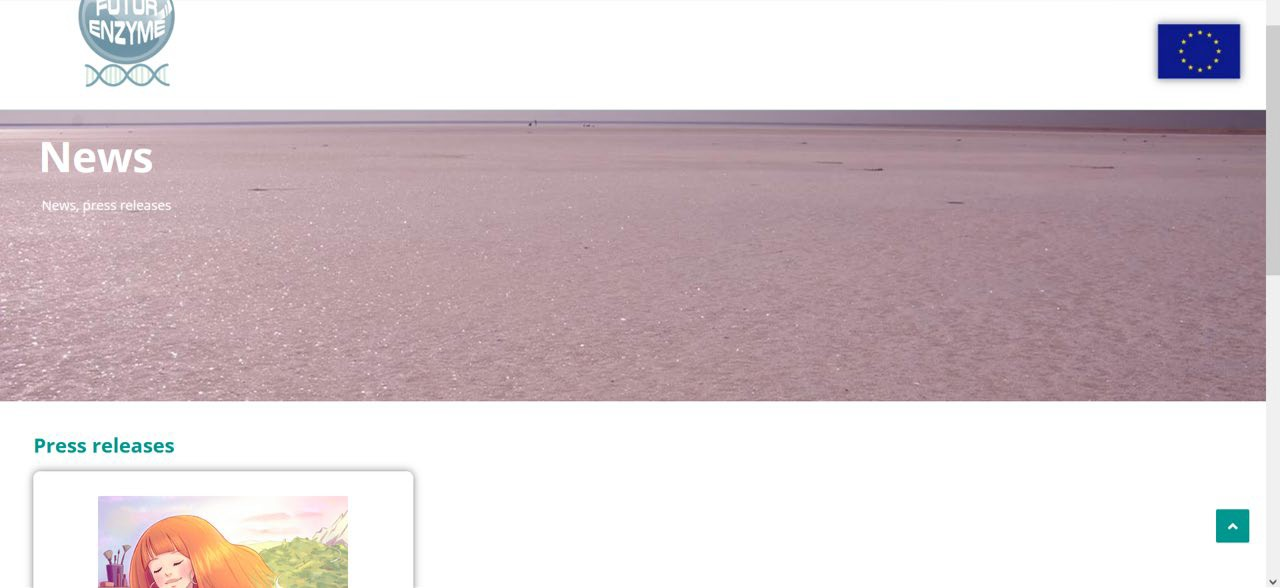 FUTUR
ENZYME
News
News, press releases
Press releases